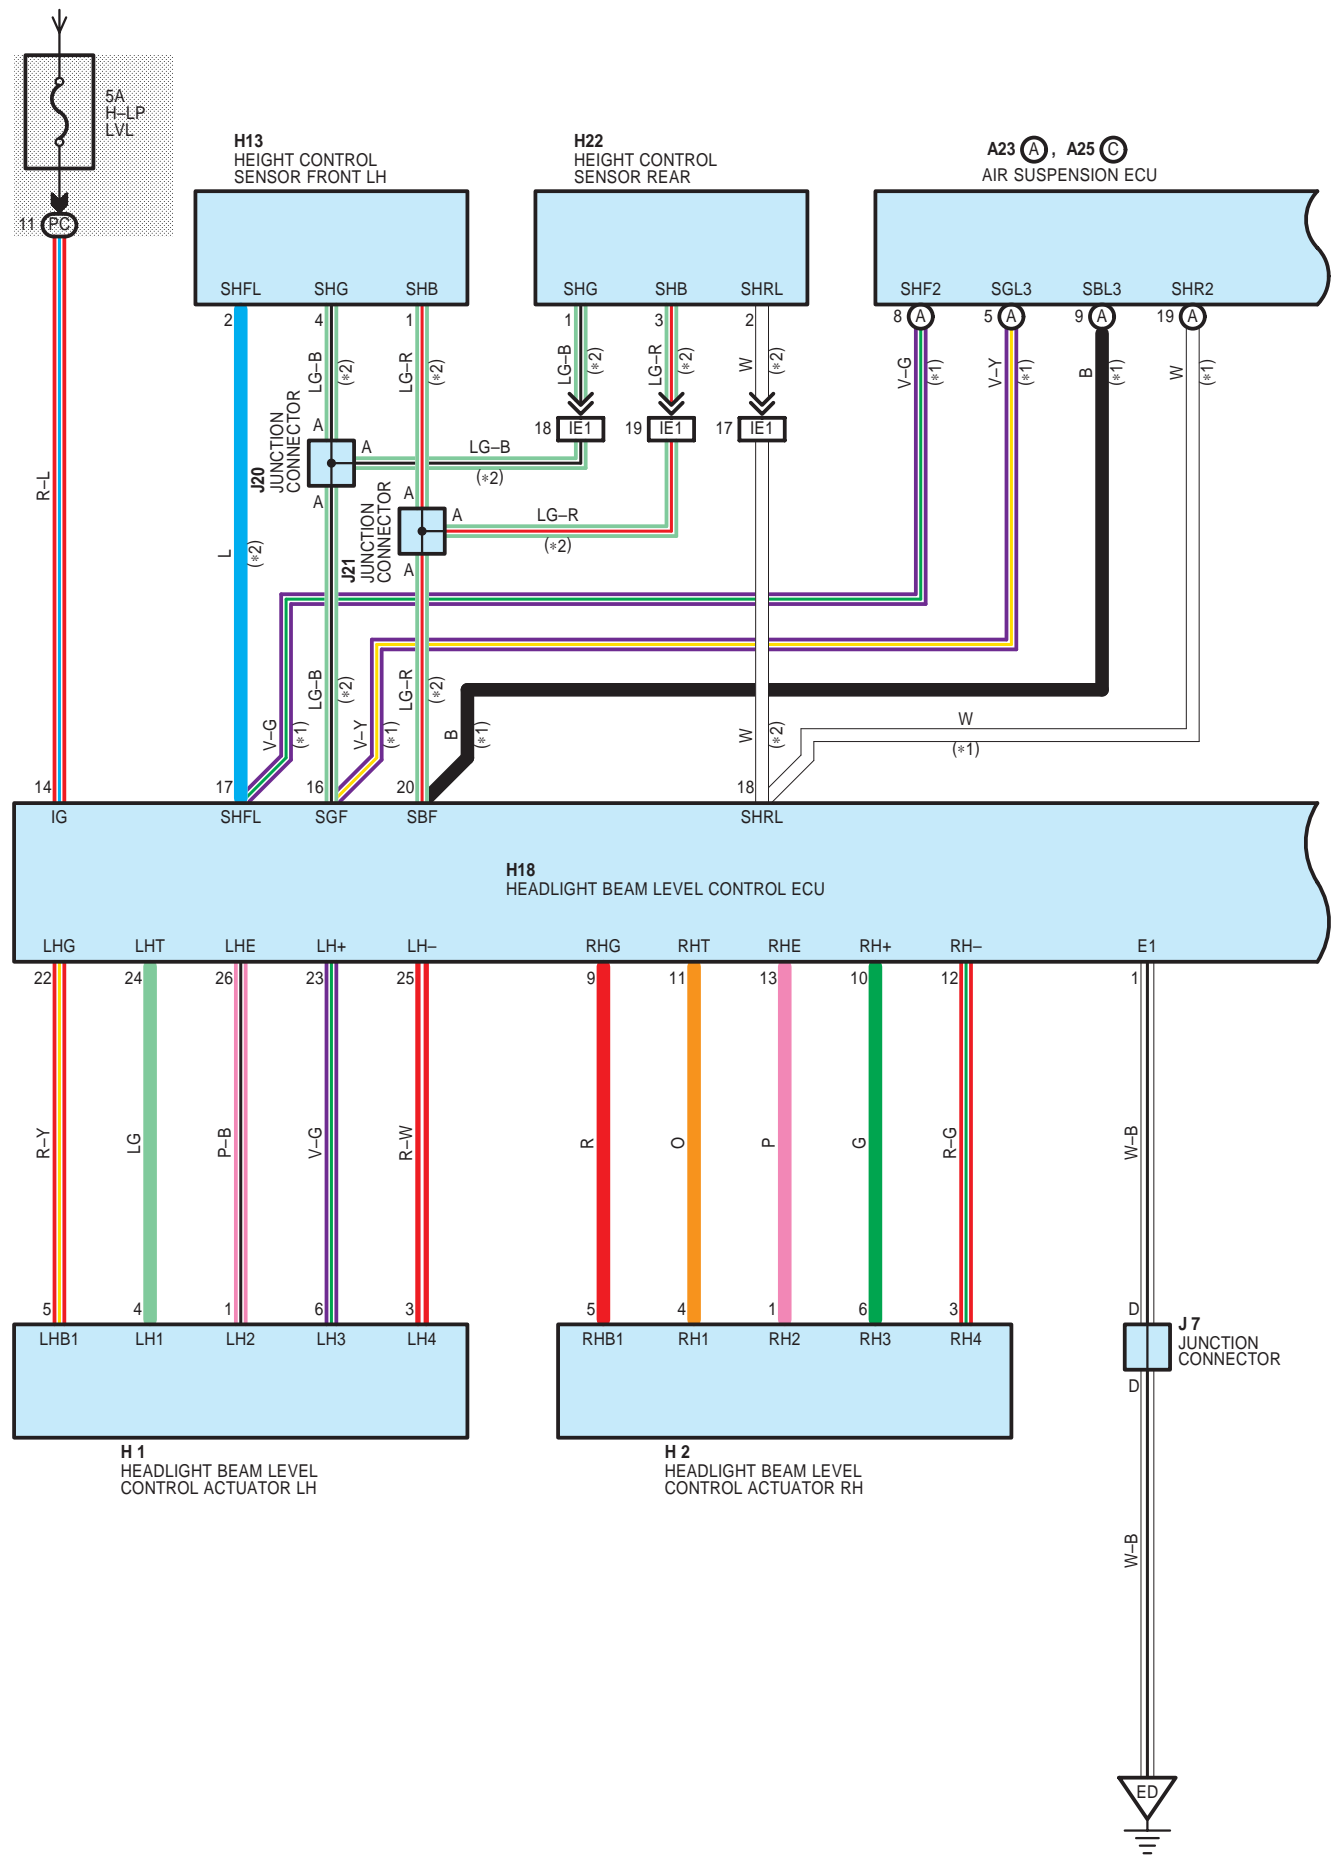 5A
H–LP
LVL
11 PC
H13
HEIGHT CONTROL
SENSOR FRONT LH
H22
HEIGHT CONTROL
SENSOR REAR
A23 A , A25 C
AIR SUSPENSION ECU
SHFL SHG SHB
SHG SHB SHRL
SHF2 SGL3 SBL3 SHR2
2 4 1
1 3 2
8 A 5 A 9 A 19 A
LG–B (∗2) LG–R (∗2)
LG–B (∗2) LG–R (∗2) W (∗2)
V–G (∗1) V–Y (∗1) B (∗1) W (∗1)
18 IE1 19 IE1 17 IE1
A
A
A
J20
JUNCTION
CONNECTOR
LG–B
(∗2)
A
A
A
J21
JUNCTION
CONNECTOR
LG–R
(∗2)
R–L
L (∗2)
V–G (∗1) LG–B (∗2) V–Y (∗1) LG–R (∗2) B (∗1) W (∗2)
W
(∗1)
14 17 16 20 18
IG SHFL SGF SBF SHRL
H18
HEADLIGHT BEAM LEVEL CONTROL ECU
LHG LHT LHE LH+ LH– RHG RHT RHE RH+ RH– E1
22 24 26 23 25 9 11 13 10 12 1
R–Y LG P–B V–G R–W R O P G R–G W–B
5 4 1 6 3 5 4 1 6 3 D
LHB1 LH1 LH2 LH3 LH4
RHB1 RH1 RH2 RH3 RH4
J 7
JUNCTION
CONNECTOR
D
H 1
HEADLIGHT BEAM LEVEL
CONTROL ACTUATOR LH
H 2
HEADLIGHT BEAM LEVEL
CONTROL ACTUATOR RH
W–B
ED